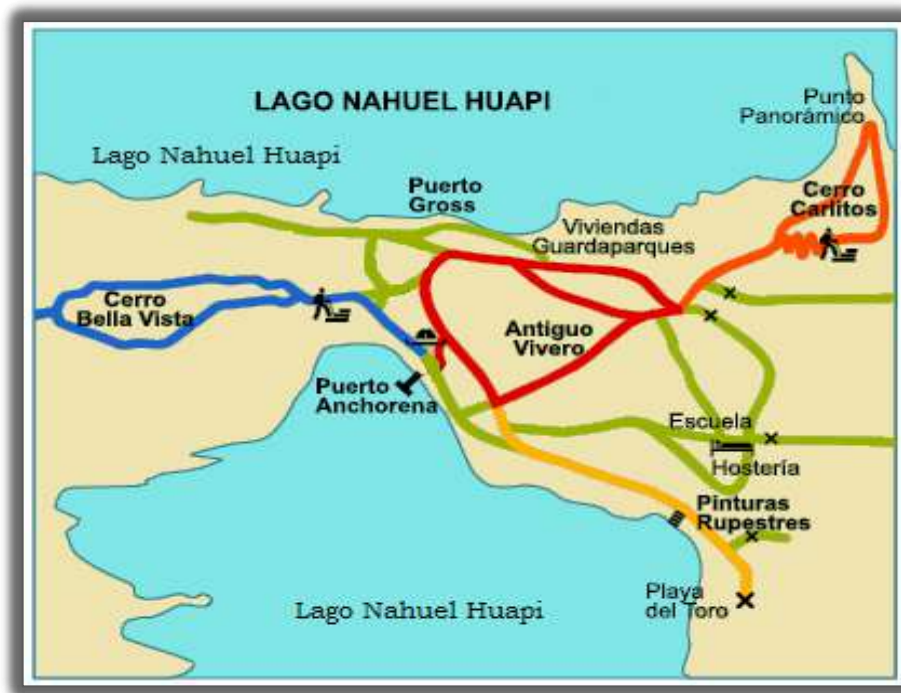 LAGO NAHUEL HUAPI
Punto
Panorámico
Lago Nahuel Huapi
Puerto
Gross
Cerro
Carlitos
Viviendas
Guardaparques
Cerro
Bella Vista
Antiguo
Vivero
Puerto
Anchorena
Escuela
Hostería
Pinturas
Rupestres
Playa
del Toro
Lago Nahuel Huapi